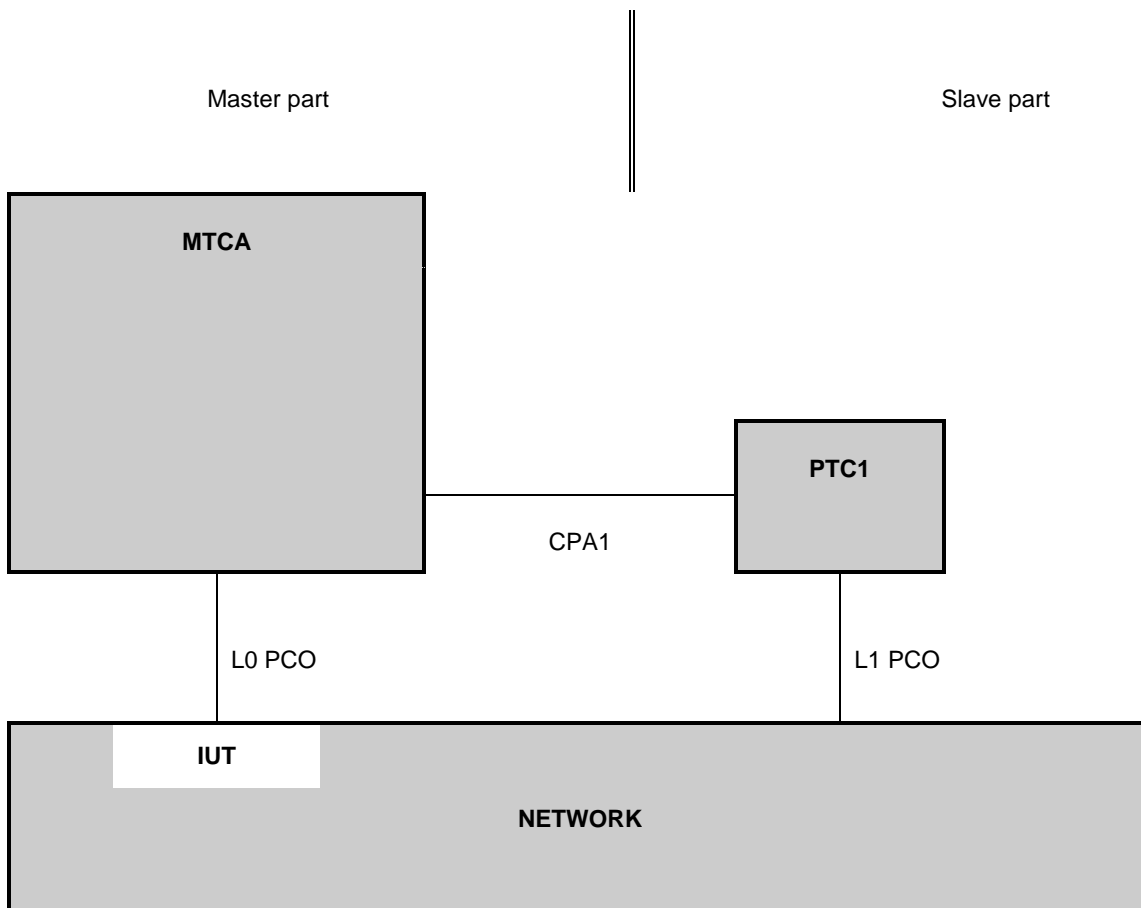 Master part
Slave part
MTCA
PTC1
CPA1
L0 PCO
L1 PCO
IUT
NETWORK